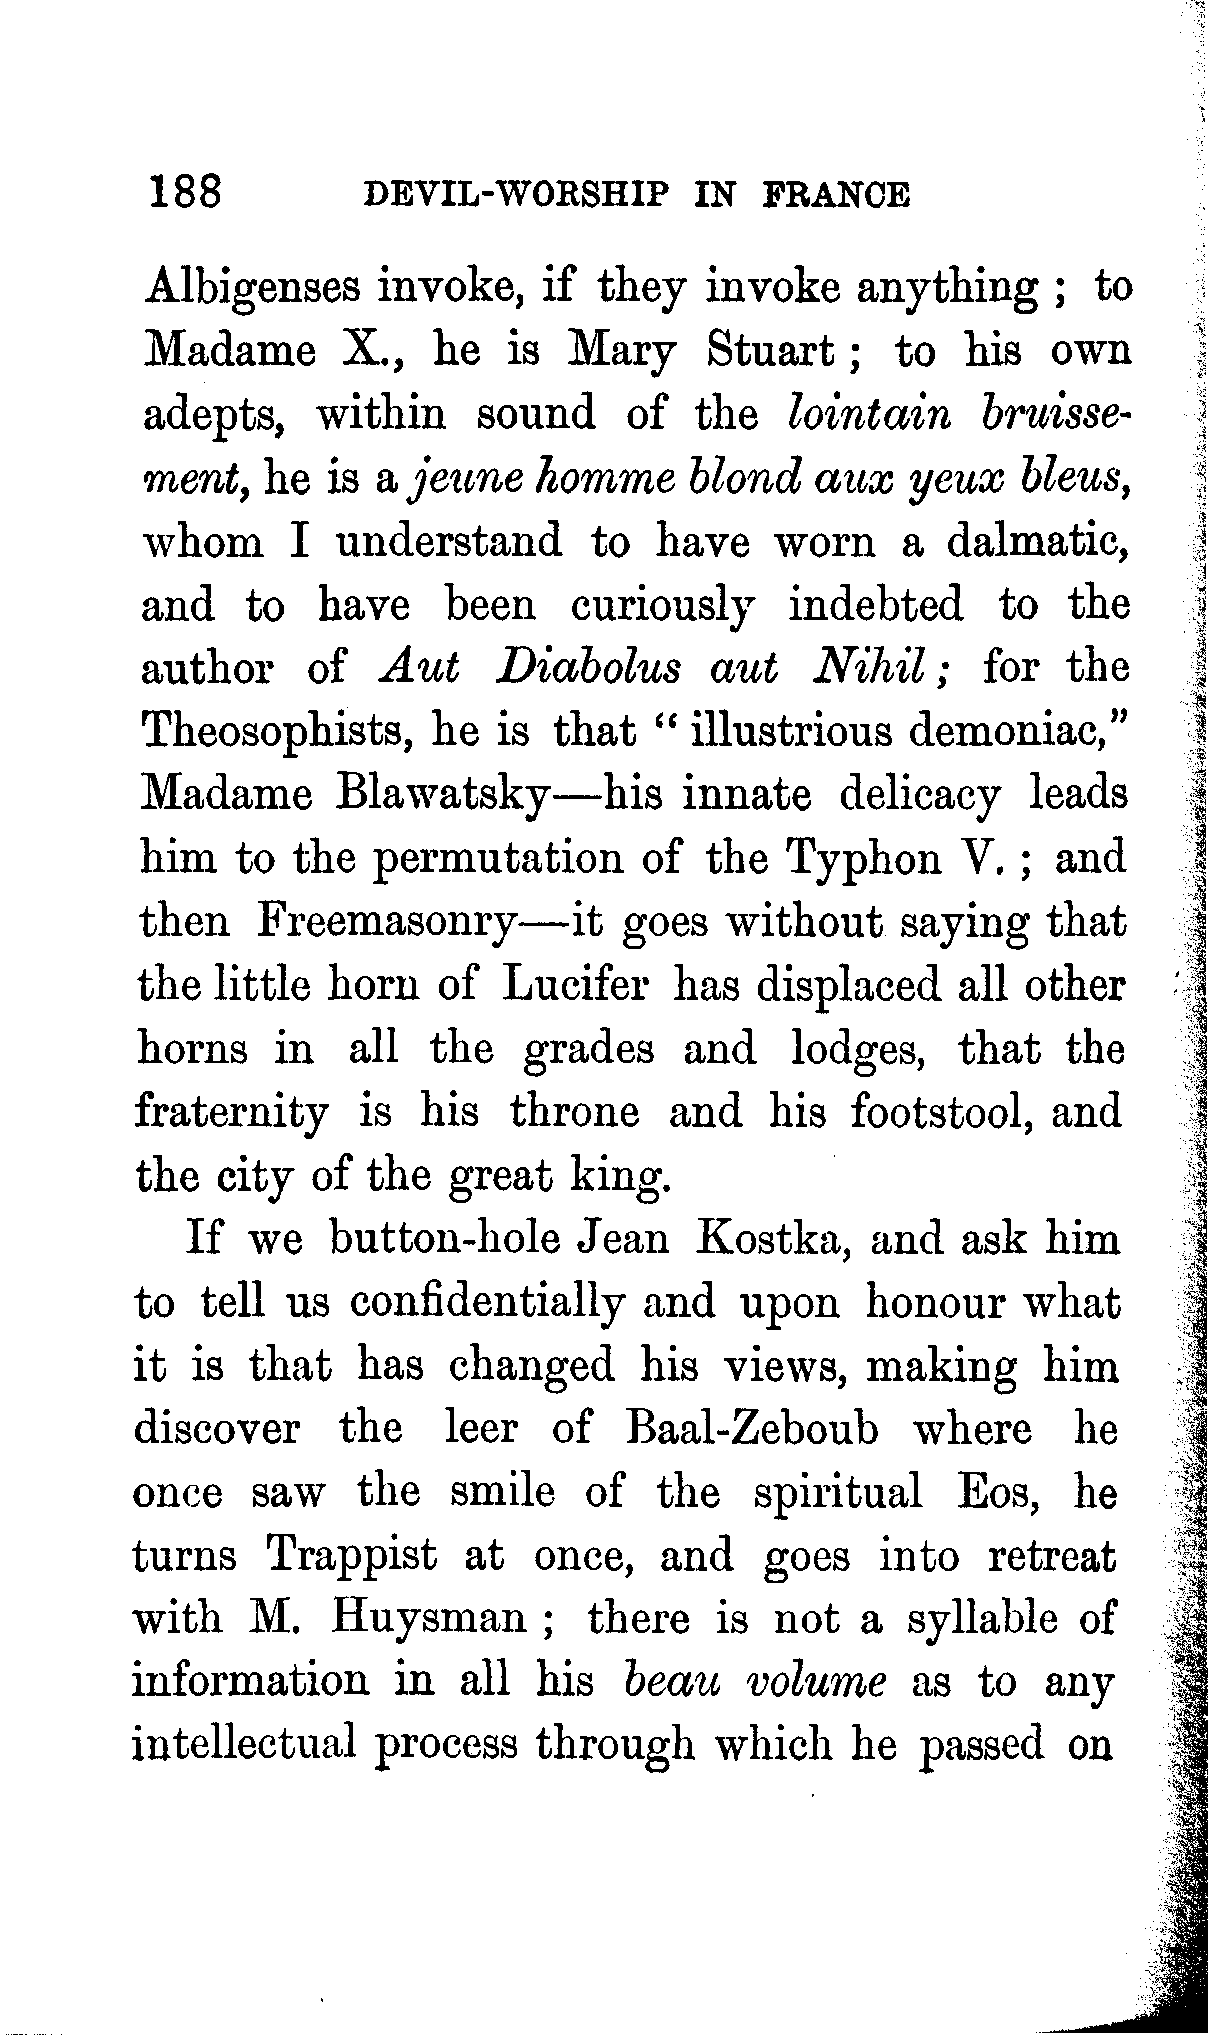 188 DEVIL-WORSHIP IN FRANCE
Albigenses invoke, if they invoke anything ; to
Madame X., he is Mary Stuart ; to his own
adepts, within sound of the lointain bruisse-
ment, he is a jeune homme blond aux yeux bleus,
whom I understand to have worn a dalmatic,
and to have been curiously indebted to the
author of Aut Diabolus aut Nihil ; for the
Theosophists, he is that “ illustrious demoniac,”
Madame Blawatsky—his innate delicacy leads
him to the permutation of the Typhon V. ; and
then Freemasonry—it goes without saying that
the little horn of Lucifer has displaced all other
horns in all the grades and lodges, that the
fraternity is his throne and his footstool, and
the city of the great king.
If we button-hole Jean Kostka, and ask him
to tell us confidentially and upon honour what
it is that has changed his views, making him
discover the leer of Baal-Zeboub where he
once saw the smile of the spiritual Eos, he
turns Trappist at once, and goes into retreat
with M. Huysman ; there is not a syllable of
information in all his beau volume as to any
intellectual process through which he passed on